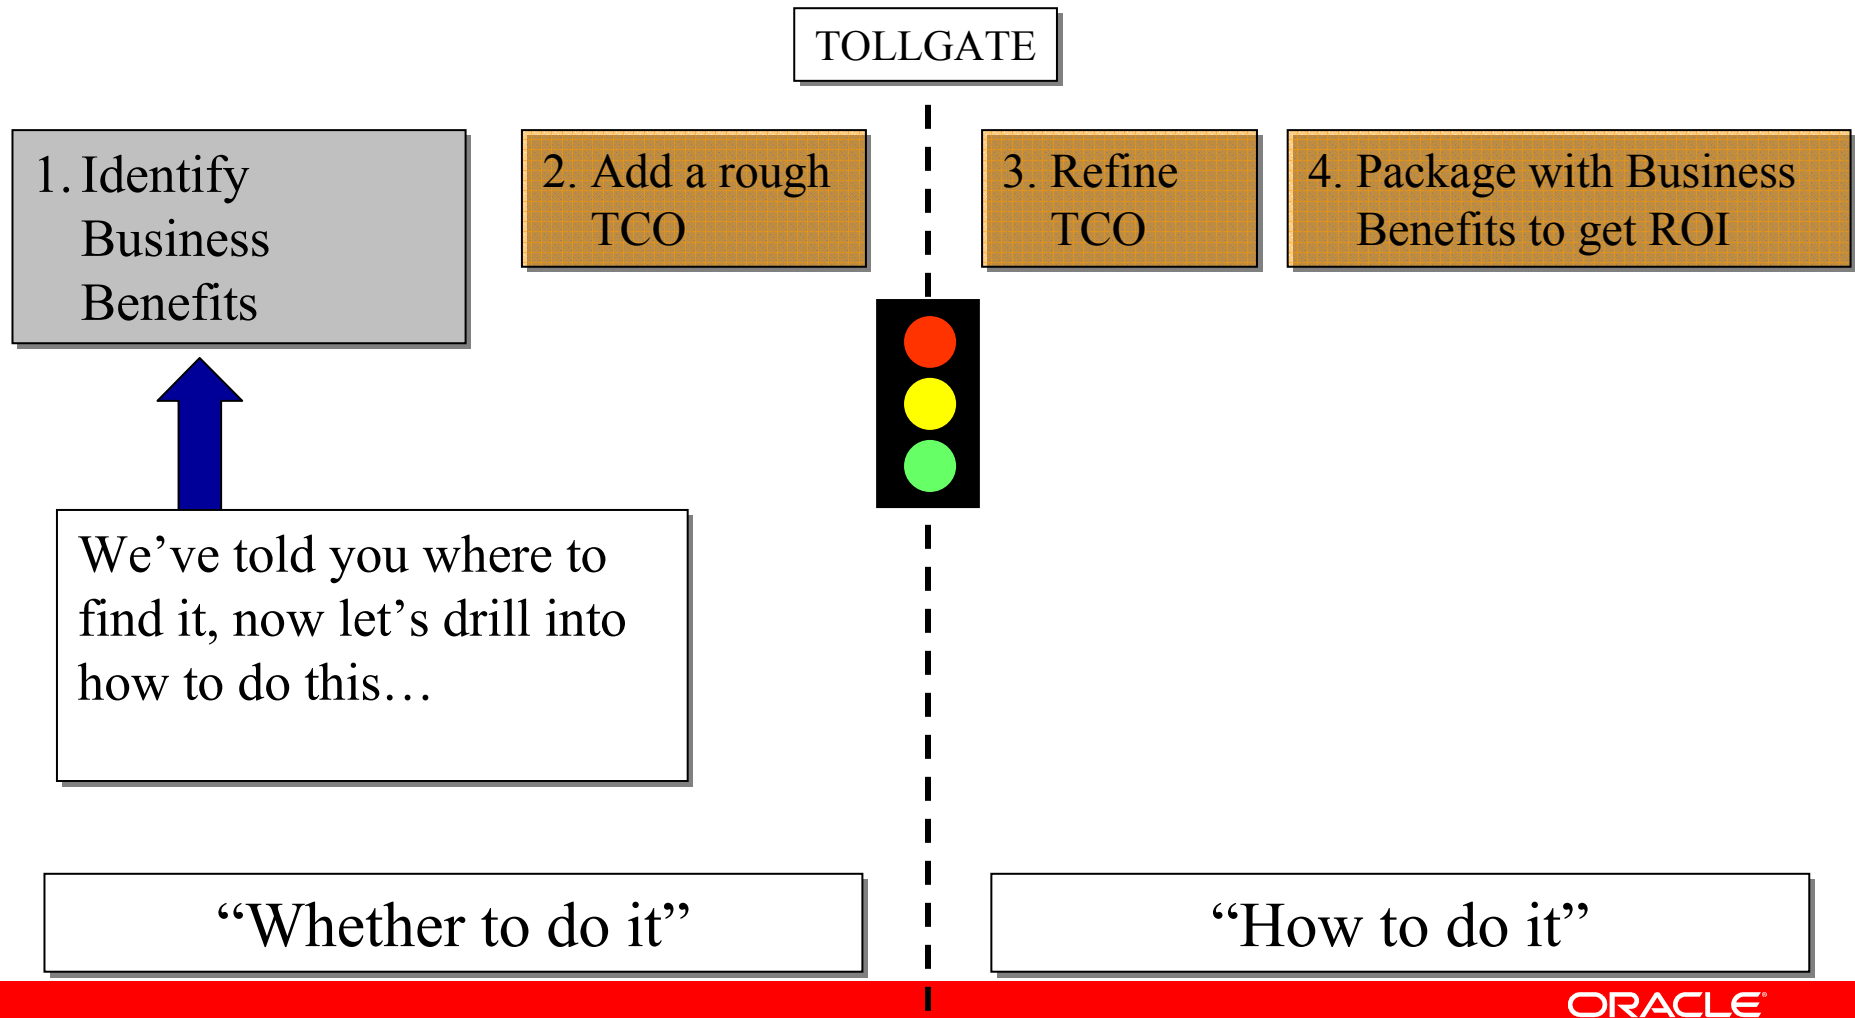 TOLLGATE
1. Identify
Business
Benefits
2. Add a rough
TCO
3. Refine
TCO
4. Package with Business
Benefits to get ROI
We’ve told you where to
find it, now let’s drill into
how to do this…
“Whether to do it”
“How to do it”
ORACLE®